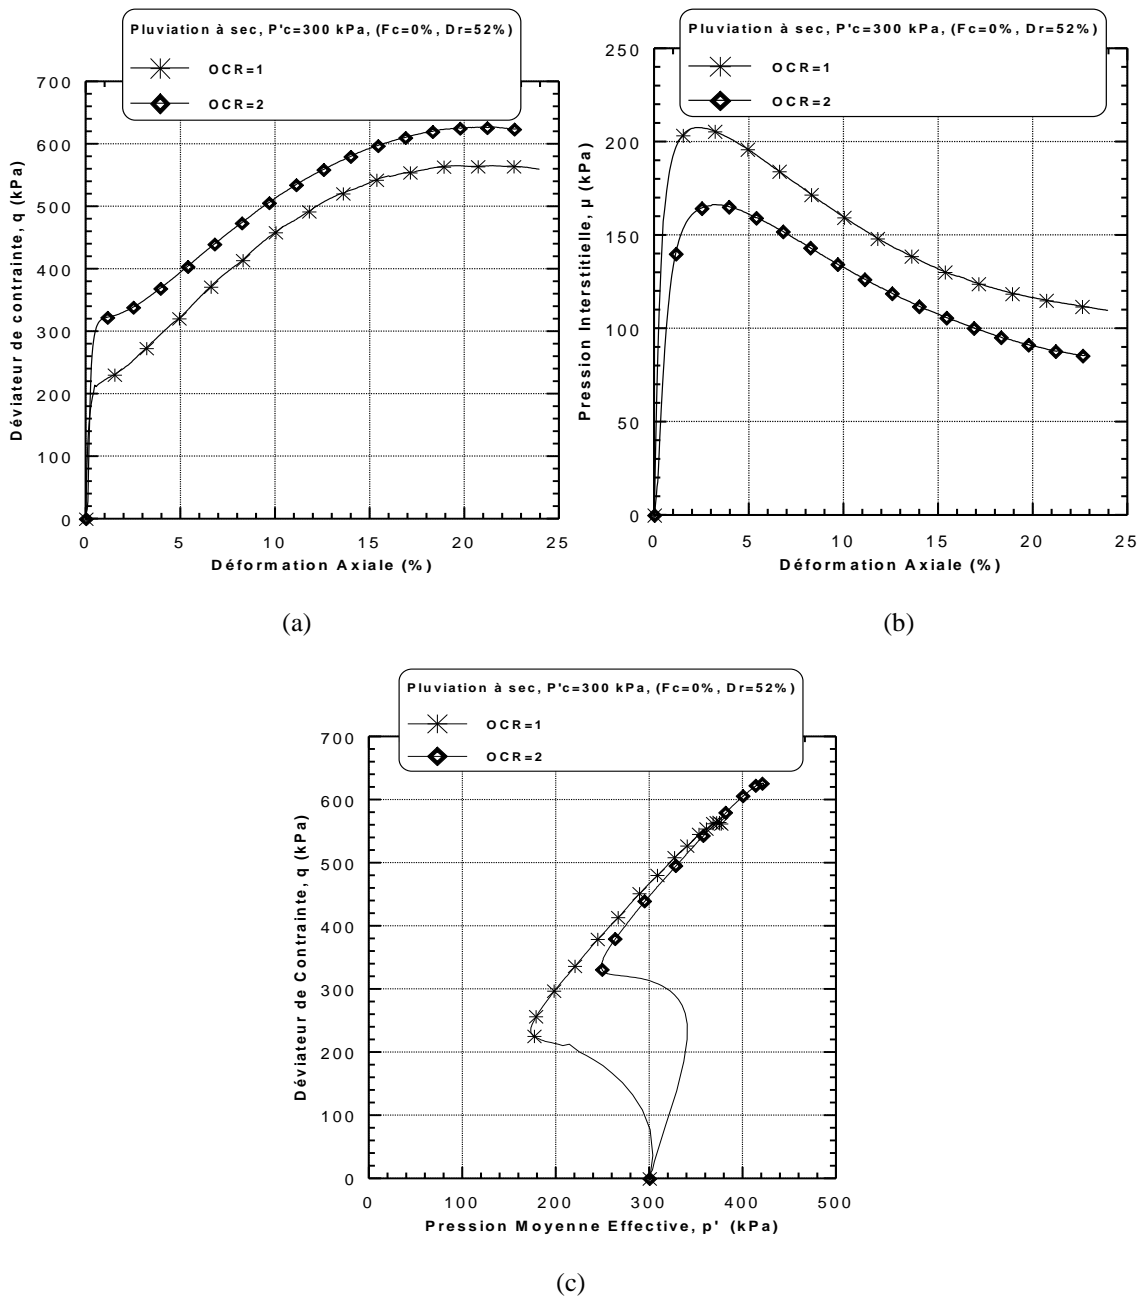 Pluviation à sec, P'c=300 kPa, (Fc=0%, Dr=52%)
OCR=1
OCR=2
700
600
500
400
300
200
100
0
0
5
10
15
20
25
Déviateur de contrainte, q (kPa)
Déformation Axiale (%)
(a)
Pluviation à sec, P'c=300 kPa, (Fc=0%, Dr=52%)
OCR=1
OCR=2
250
200
150
100
50
0
0
5
10
15
20
25
Pression Interstitielle, µ (kPa)
Déformation Axiale (%)
(b)
Pluviation à sec, P'c=300 kPa, (Fc=0%, Dr=52%)
OCR=1
OCR=2
700
600
500
400
300
200
100
0
0
100
200
300
400
500
Déviateur de Contrainte, q (kPa)
Pression Moyenne Effective, p' (kPa)
(c)